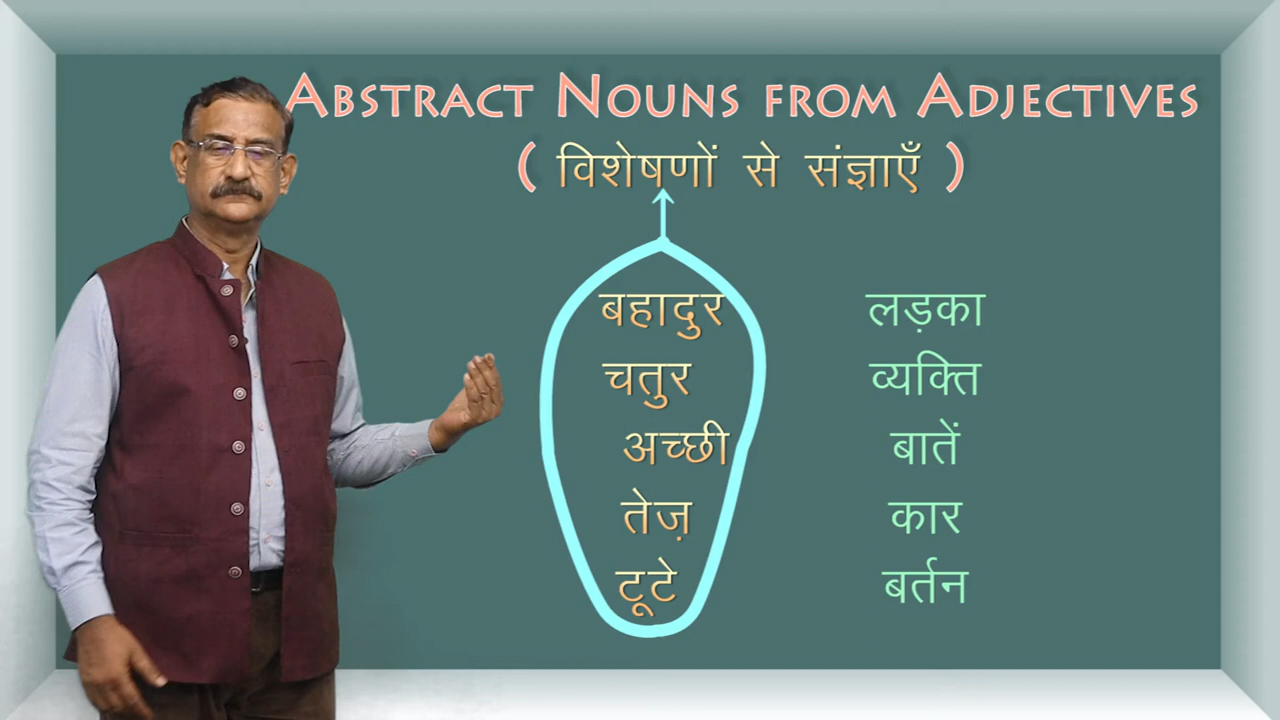 ABSTRACT NOUNS FROM ADJECTIVES
( विशेषणों से संज्ञाएँ )
बहादुर लड़का
चतुर व्यक्ति
अच्छी बातें
तेज़ कार
टूटे बर्तन